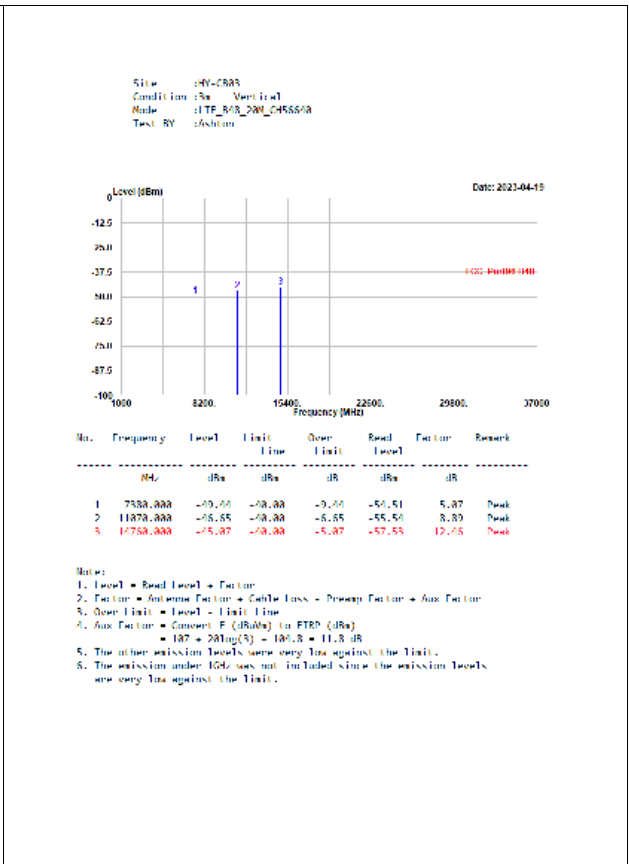 Site :HY-CB03
Condition :3m Vertical
Mode :LTE_B48_20M_CH56640
Test BY :Ashton
Level (dBm)
Date: 2023-04-19
0
-12.5
-25.0
-37.5
-50.0
-62.5
-75.0
-87.5
-100
1
2
3
1000 8200. 15400. 22600. 29800. 37000
Frequency (MHz)
No. Frequency Level Limit Over Read Factor Remark
Line Limit Level
MHz dBm dBm dB dBm dB
1 7380.000 -49.44 -40.00 -9.44 -54.51 5.07 Peak
2 11070.000 -46.65 -40.00 -6.65 -55.54 8.89 Peak
3 14760.000 -45.07 -40.00 -5.07 -57.53 12.46 Peak
Note:
1. Level = Read Level + Factor
2. Factor = Antenna Factor + Cable Loss - Preamp Factor + Aux Factor
3. Over Limit = Level - Limit Line
4. Aux Factor = Convert E (dBuVm) to EIRP (dBm)
= 107 + 20log(3) - 104.8 = 11.8 dB
5. The other emission levels were very low against the limit.
6. The emission under 1GHz was not included since the emission levels
are very low against the limit.